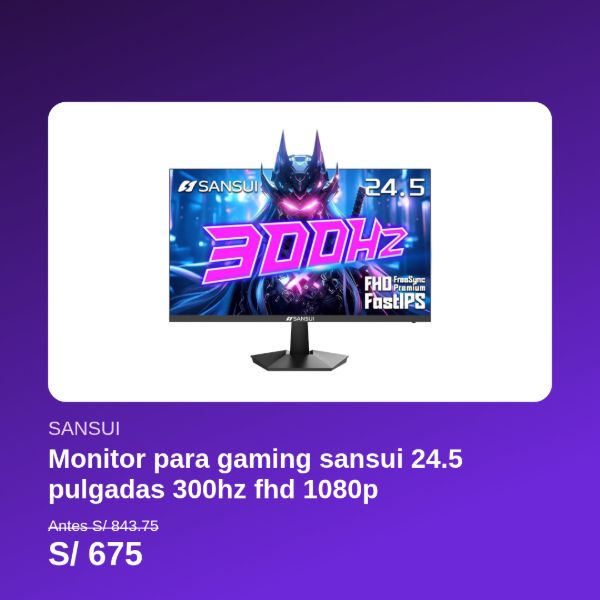 SANSUI
24.5
300Hz
FHD FreeSync Premium
FastIPS
SANSUI
SANSUI
Monitor para gaming sansui 24.5
pulgadas 300hz fhd 1080p
Antes S/ 843.75
S/ 675